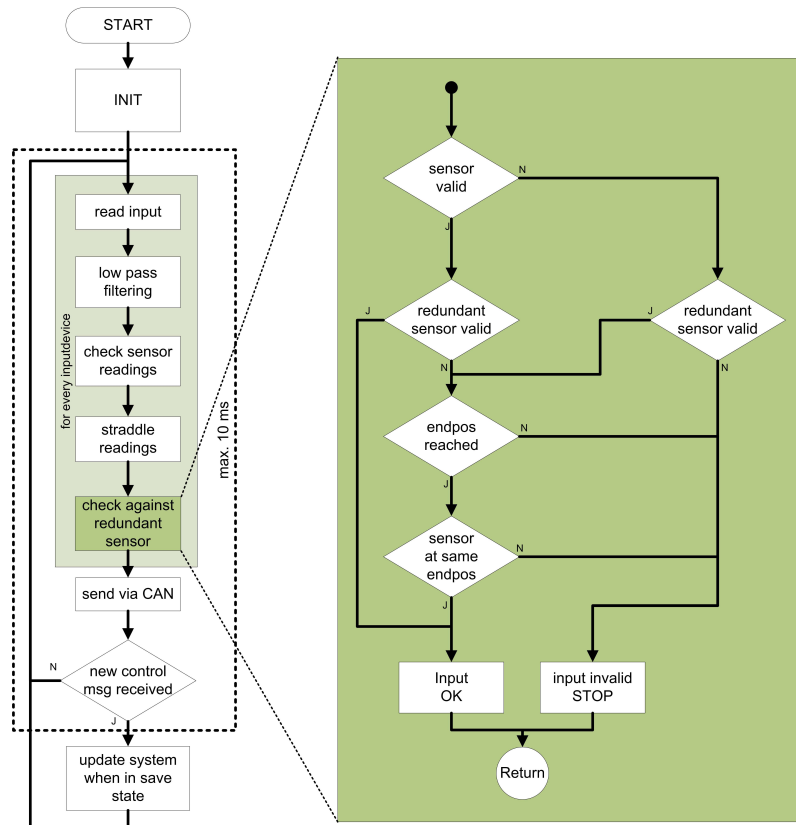 START
INIT
for every inputdevice
read input
low pass
filtering
check sensor
readings
straddle
readings
check against
redundant
sensor
max. 10 ms
send via CAN
new control
msg received
N
J
update system
when in save
state
sensor
valid
N
J
redundant
sensor valid
J
N
redundant
sensor valid
J
N
endpos
reached
N
J
sensor
at same
endpos
N
J
Input
OK
input invalid
STOP
Return